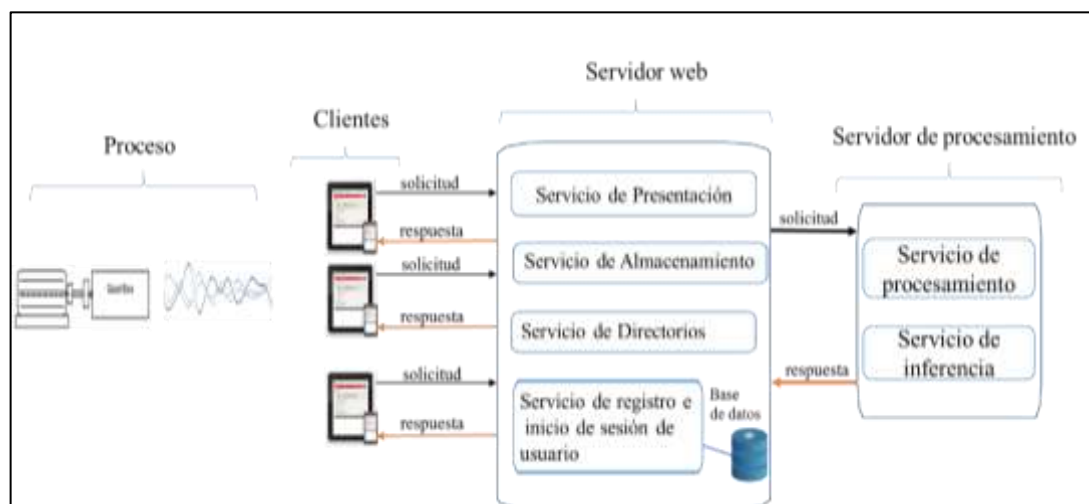 Servidor web
Clientes
Servidor de procesamiento
Proceso
solicitud
Servicio de Presentación
solicitud
respuesta
solicitud
Servicio de Almacenamiento
Servicio de
procesamiento
respuesta
Servicio de Directorios
Servicio de
inferencia
solicitud
respuesta
respuesta
Servicio de registro e
inicio de sesión de
usuario
Base
de datos